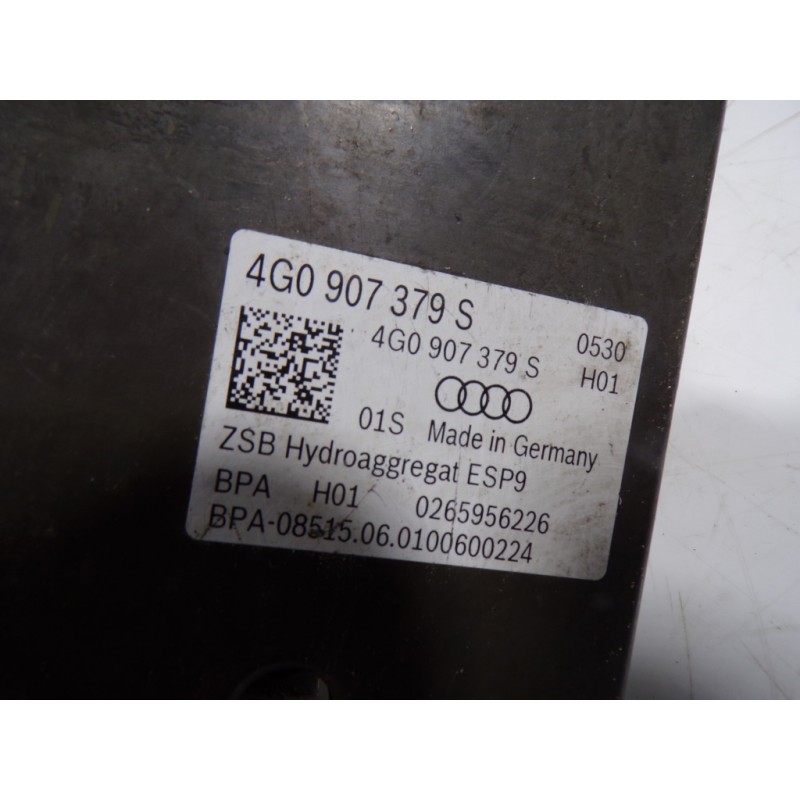 4G0 907 379 S
4G0 907 379 S 0530
H01
01S Made in Germany
ZSB Hydroaggregat ESP9
BPA H01 0265956226
BPA-08515.06.0100600224